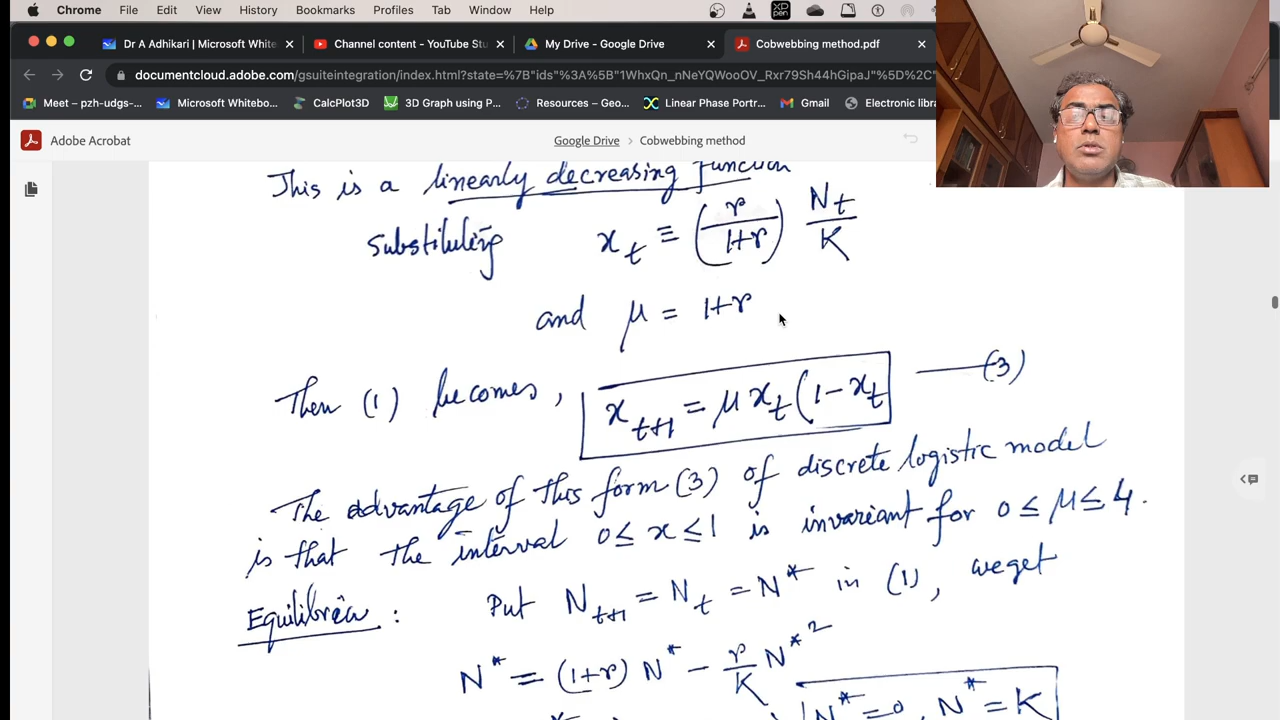 Chrome File Edit View History Bookmarks Profiles Tab Window Help
Dr A Adhikari | Microsoft White Channel content - YouTube Stu My Drive - Google Drive Cobwebbing method.pdf
documentcloud.adobe.com/gsuiteintegration/index.html?state=%7B"ids"%3A%5B"1WhxQn_nNeYQWooOV_Rxr79Sh44hGipaJ"%5D%2C"
Meet – pzh-udgs-... Microsoft Whitebo... CalcPlot3D 3D Graph using P... Resources – Geo... Linear Phase Portr... Gmail Electronic libra
Adobe Acrobat Google Drive > Cobwebbing method
This is a linearly decreasing function
substituting x_t ≡ (r/(1+r)) N_t/K
and μ = 1+r
Then (1) becomes, x_{t+1} = μ x_t (1 - x_t —(3)
The advantage of this form (3) of discrete logistic model
is that the interval 0 ≤ x ≤ 1 is invariant for 0 ≤ μ ≤ 4.
Equilibria : Put N_{t+1} = N_t = N* in (1), we get
N* = (1+r) N* - r/K N*²
N* = 0, N* = K